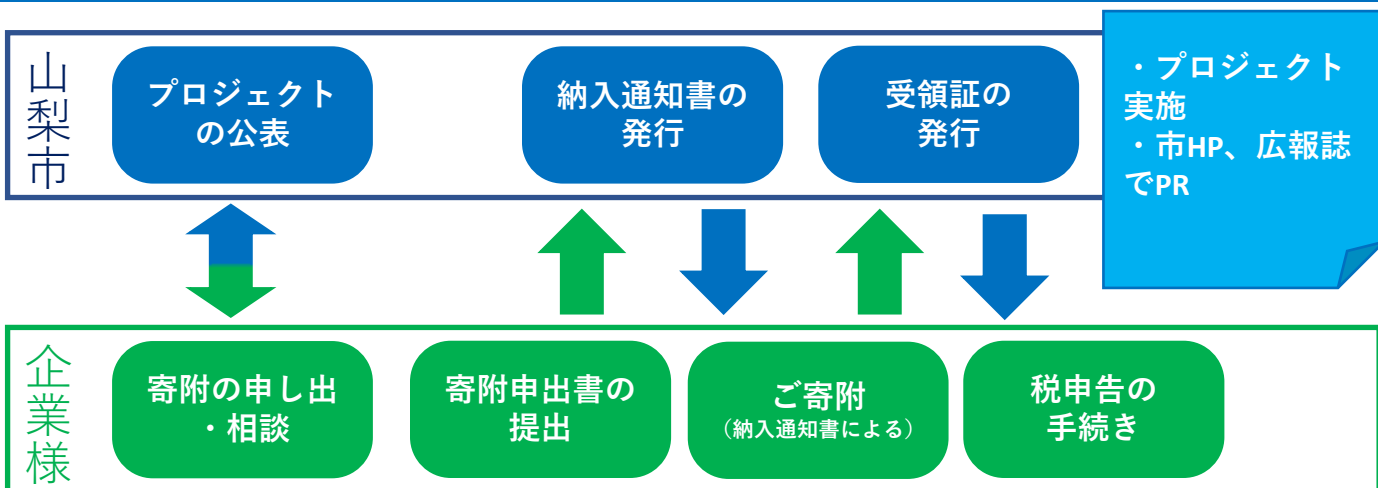 山梨市
プロジェクト
の公表
納入通知書の
発行
受領証の
発行
・プロジェクト
実施
・市HP、広報誌
でPR
企業様
寄附の申し出
・相談
寄附申出書の
提出
ご寄附
（納入通知書による）
税申告の
手続き